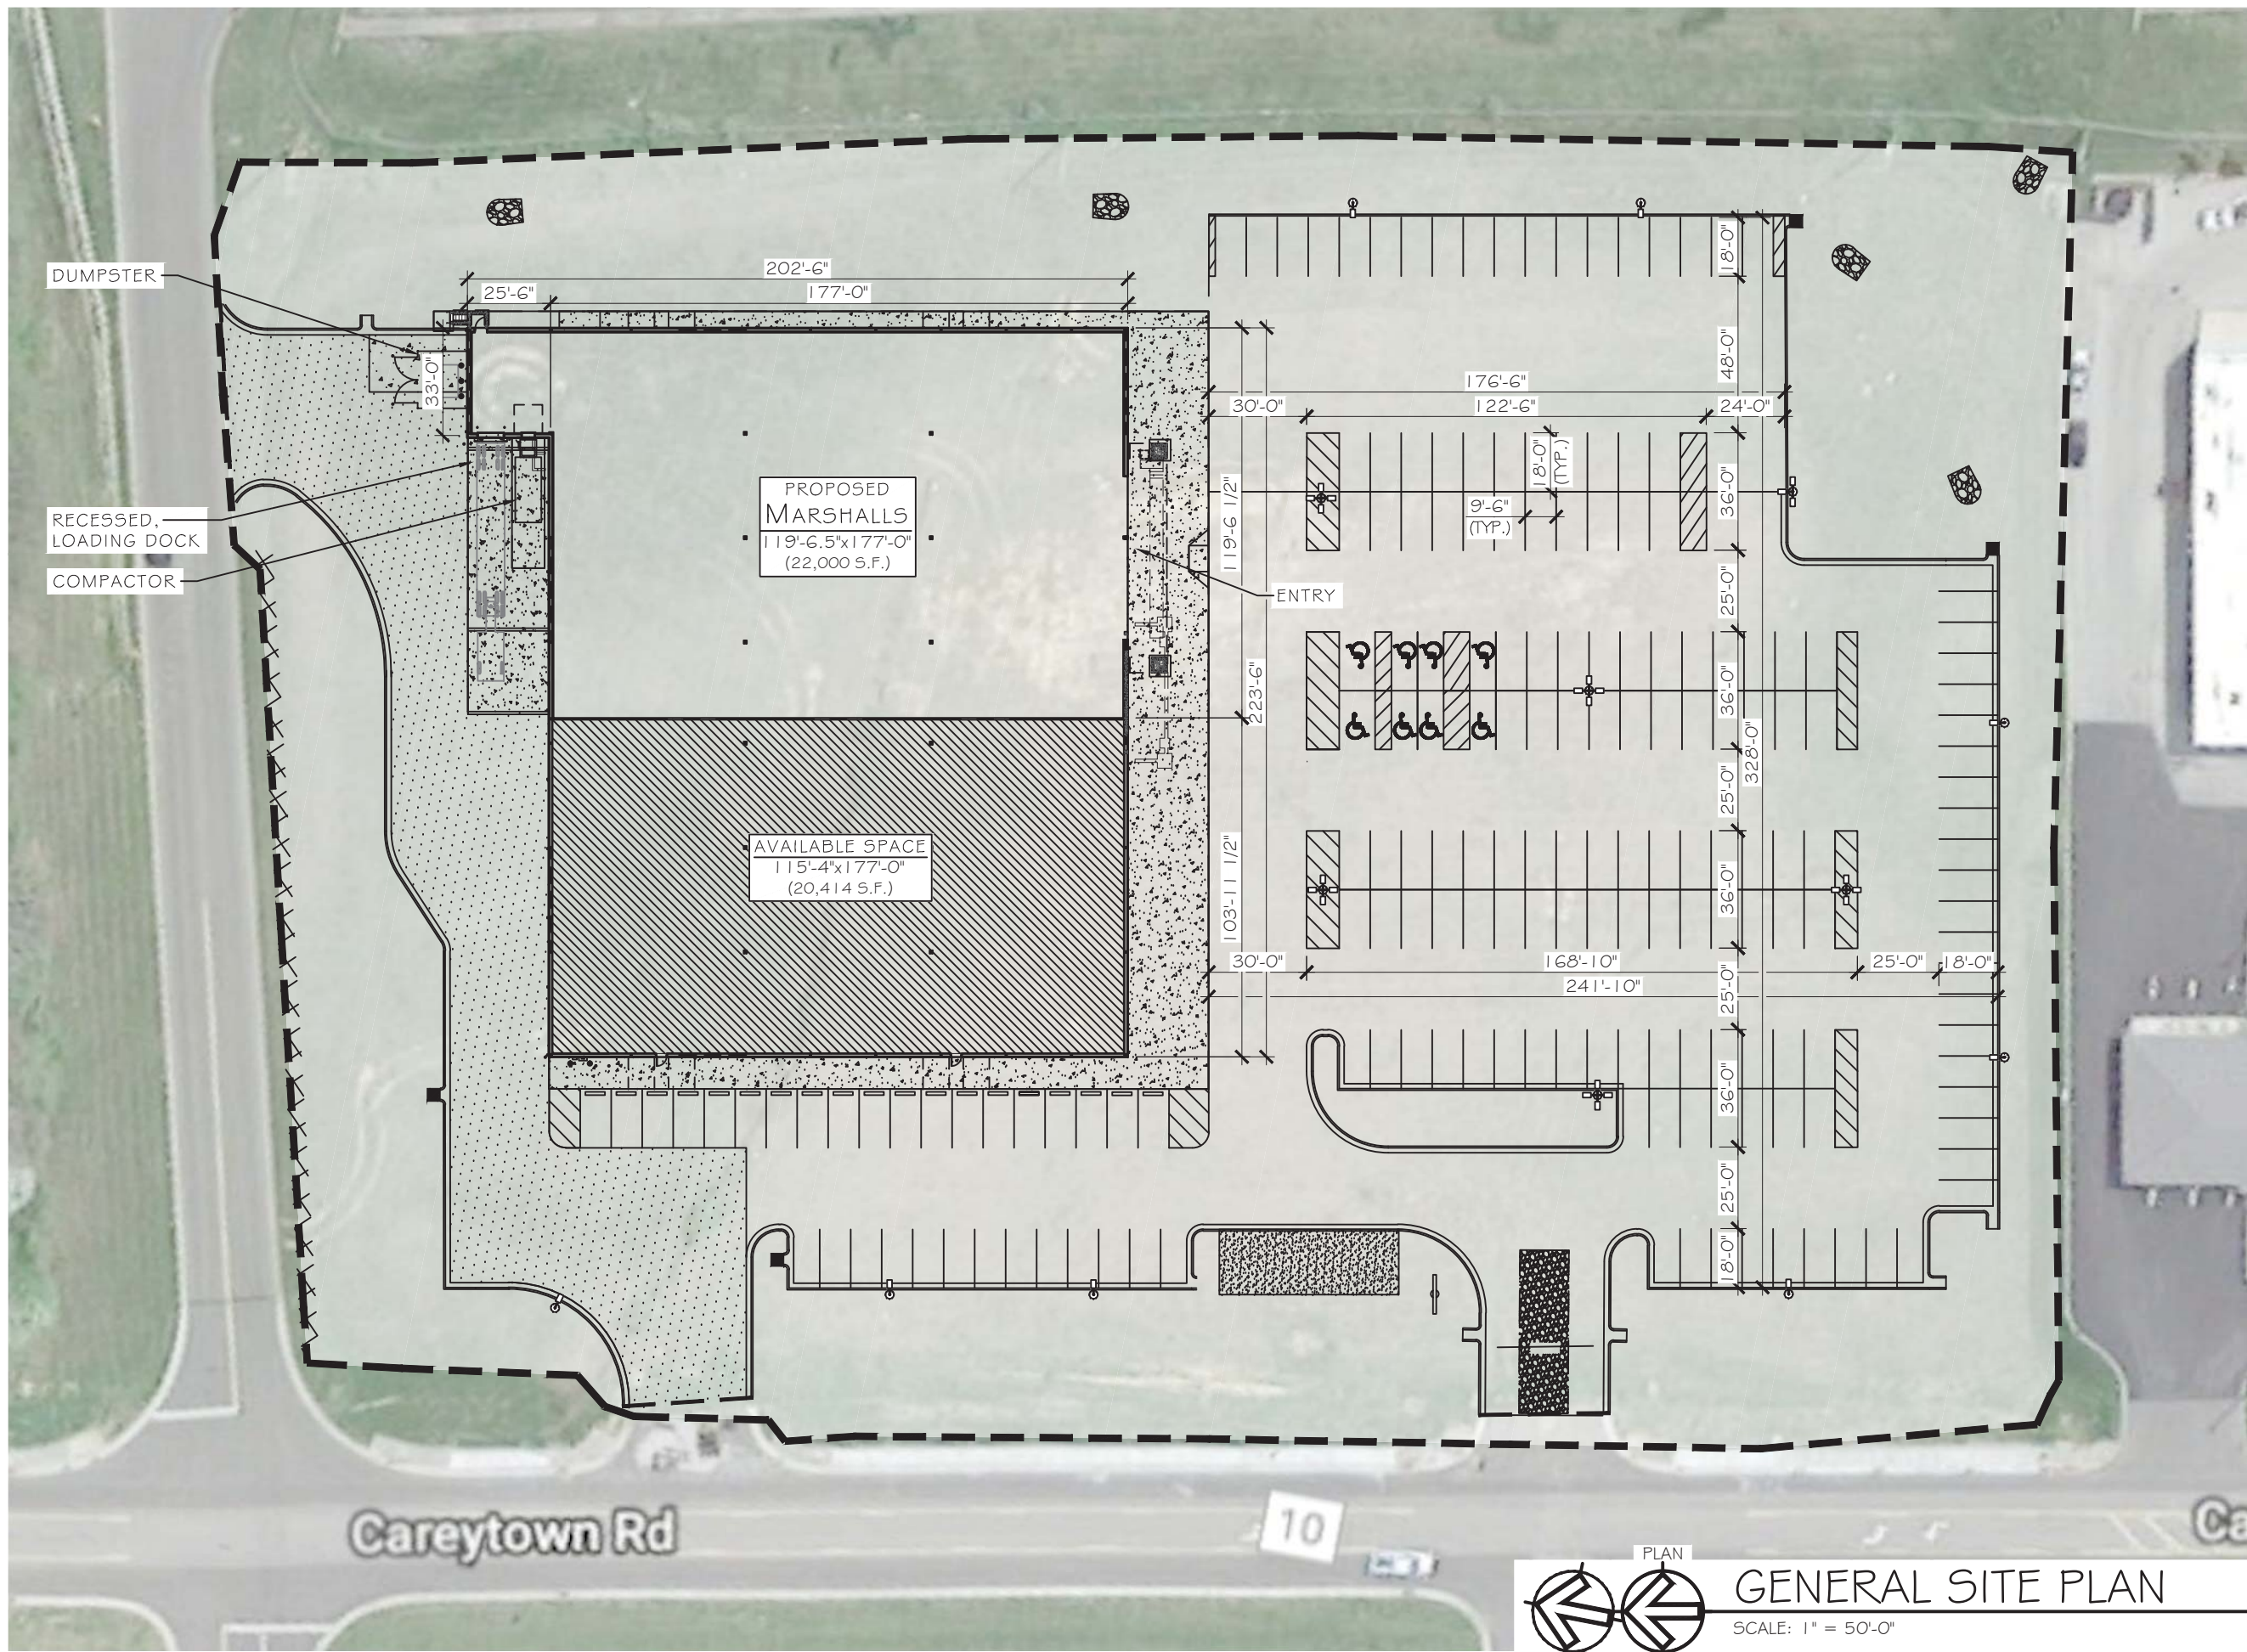 18'-0"
202'-6"
DUMPSTER
25'-6"
177'-0"
33'-0"
48'-0"
176'-6"
30'-0"
122'-6"
24'-0"
18'-0"
(TYP.)
9'-6"
(TYP.)
36'-0"
119'-6 1/2"
PROPOSED
MARSHALLS
119'-6.5"x177'-0"
(22,000 S.F.)
RECESSED,
LOADING DOCK
COMPACTOR
ENTRY
25'-0"
223'-6"
36'-0"
328'-0"
25'-0"
AVAILABLE SPACE
115'-4"x177'-0"
(20,414 S.F.)
103'-11 1/2"
36'-0"
30'-0"
168'-10"
25'-0"
18'-0"
241'-10"
25'-0"
36'-0"
25'-0"
18'-0"
Careytown Rd
10
Ca
PLAN
GENERAL SITE PLAN
SCALE: 1" = 50'-0"